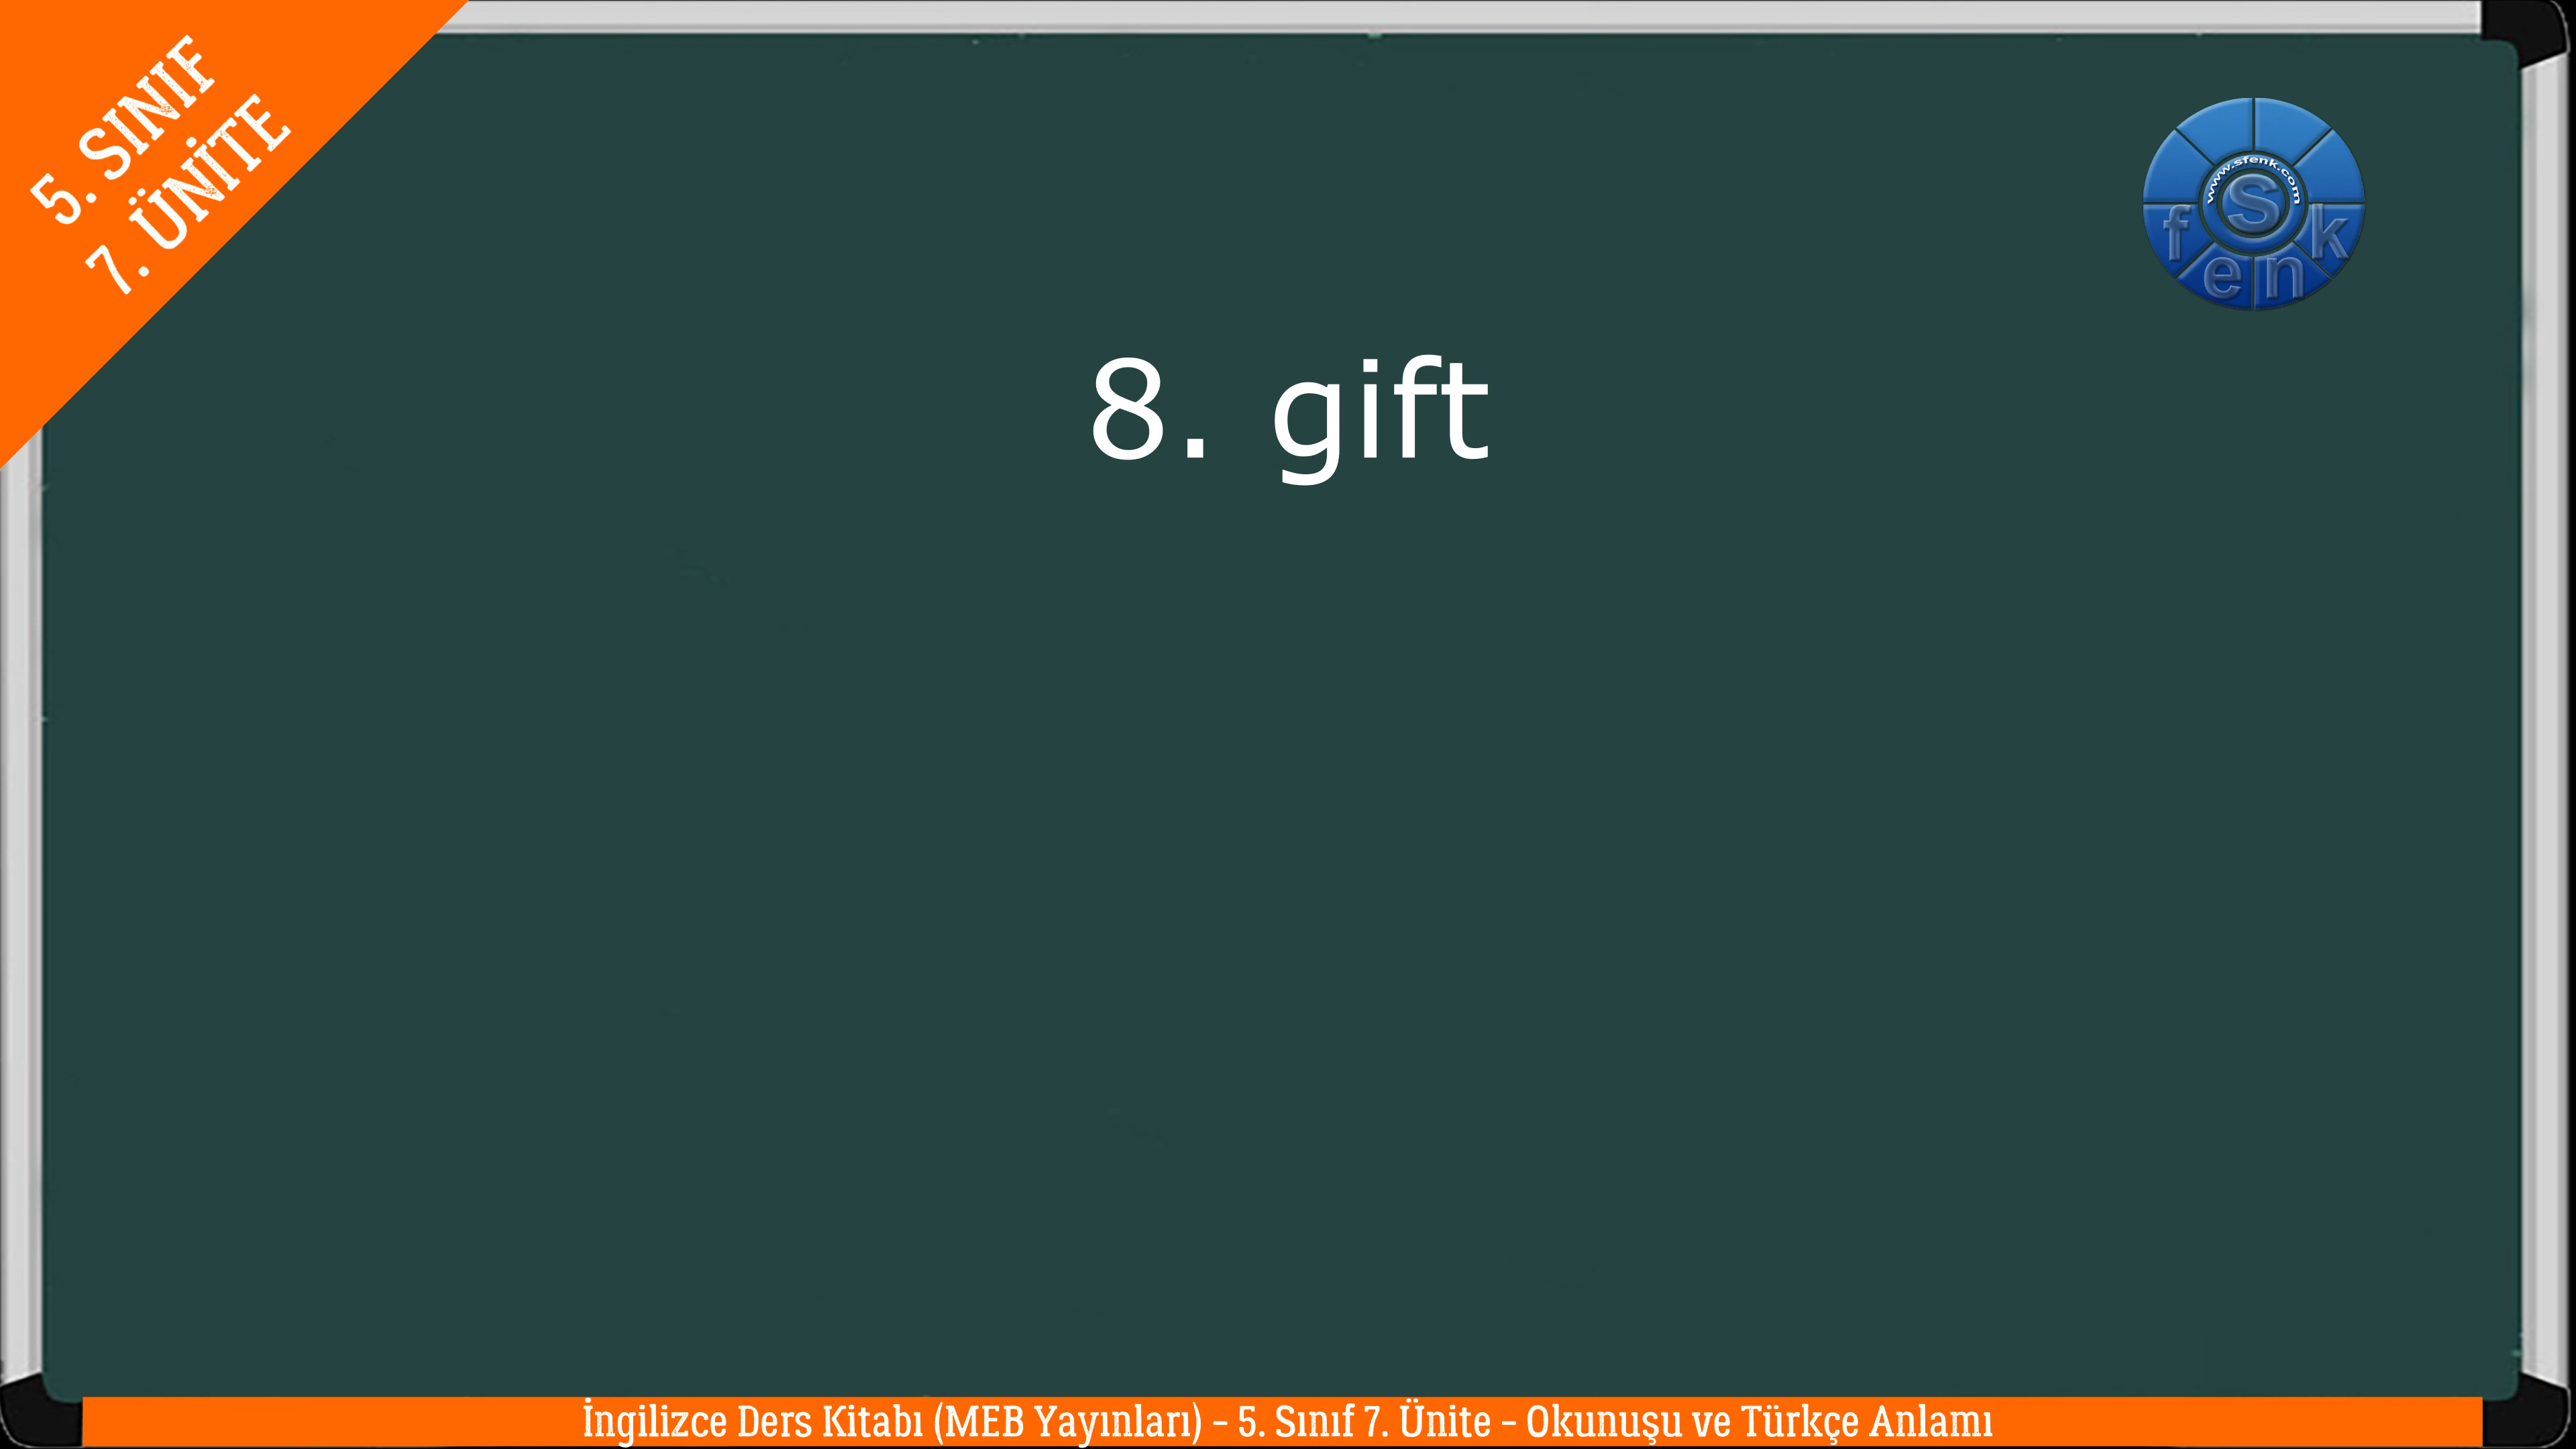 5. SINIF
7. ÜNİTE
www.sfenk.com
S
f e n k
8. gift
İngilizce Ders Kitabı (MEB Yayınları) – 5. Sınıf 7. Ünite – Okunuşu ve Türkçe Anlamı